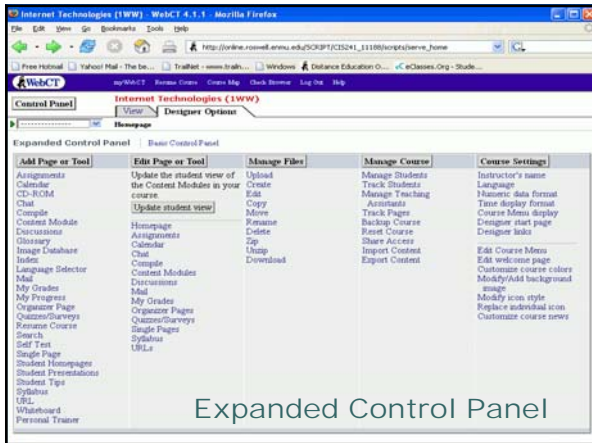 Internet Technologies (1WW) - WebCT 4.1.1 - Mozilla Firefox
File Edit View Go Bookmarks Tools Help
http://online.roswell.enmu.edu/SCRIPT/CIS241_11188/scripts/serve_home
Free Hotmail Yahoo! Mail - The be... TrailNet - www.train... Windows Distance Education O... eClasses.Org - Stude...
WebCT myWebCT Resume Course Course Map Check Browser Log Out Help
Control Panel
Internet Technologies (1WW)
View Designer Options
Homepage
Expanded Control Panel Basic Control Panel
Add Page or Tool
Assignments
Calendar
CD-ROM
Chat
Compile
Content Module
Discussions
Glossary
Image Database
Index
Language Selector
Mail
My Grades
My Progress
Organizer Page
Quizzes/Surveys
Resume Course
Search
Self Test
Single Page
Student Homepages
Student Presentations
Student Tips
Syllabus
URL
Whiteboard
Personal Trainer
Edit Page or Tool
Update the student view of
the Content Modules in your
course.
Update student view
Homepage
Assignments
Calendar
Chat
Compile
Content Modules
Discussions
Mail
My Grades
Organizer Pages
Quizzes/Surveys
Single Pages
Syllabus
URLs
Manage Files
Upload
Create
Edit
Copy
Move
Rename
Delete
Zip
Unzip
Download
Manage Course
Manage Students
Track Students
Manage Teaching
Assistants
Track Pages
Backup Course
Reset Course
Share Access
Import Content
Export Content
Course Settings
Instructor's name
Language
Numeric date format
Time display format
Course Menu display
Designer start page
Designer links
Edit Course Menu
Edit welcome page
Customize course colors
Modify/Add background
image
Modify icon style
Replace individual icon
Customize course news
Expanded Control Panel